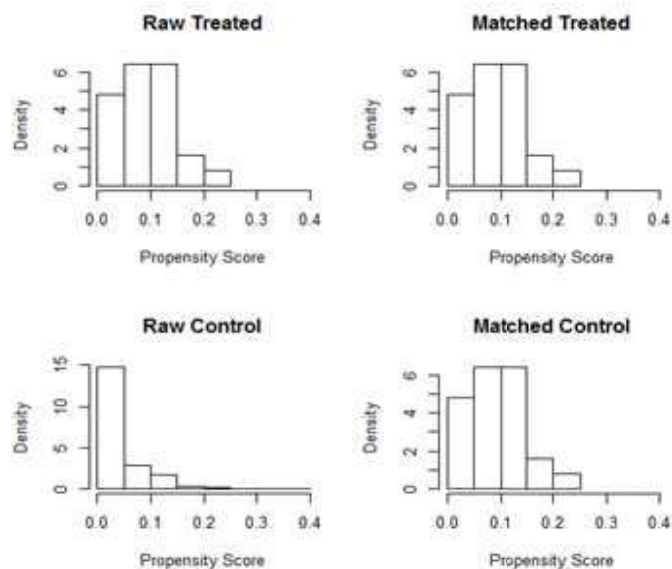 Raw Treated
Density
0 2 4 6
0.0 0.1 0.2 0.3 0.4
Propensity Score
Matched Treated
Density
0 2 4 6
0.0 0.1 0.2 0.3 0.4
Propensity Score
Raw Control
Density
0 5 10 15
0.0 0.1 0.2 0.3 0.4
Propensity Score
Matched Control
Density
0 2 4 6
0.0 0.1 0.2 0.3 0.4
Propensity Score